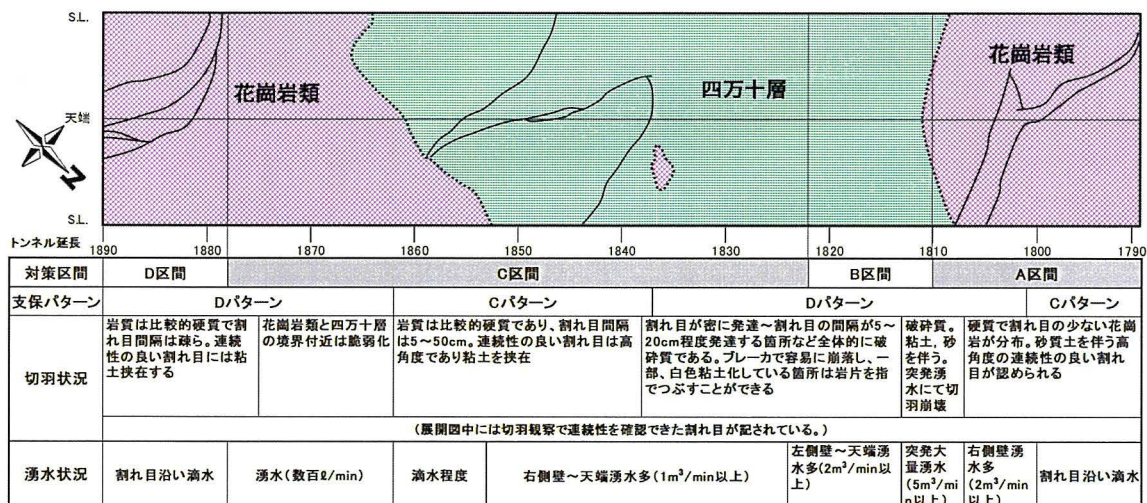 S.L.
花崗岩類
四万十層
花崗岩類
天端
N
S.L.
トンネル延長
1890 1880 1870 1860 1850 1840 1830 1820 1810 1800 1790
対策区間 D区間 C区間 B区間 A区間
支保パターン Dパターン Cパターン Dパターン Cパターン
切羽状況
岩質は比較的硬質で割
れ目間隔は疎ら。連続
性の良い割れ目には粘
土挟在する
花崗岩類と四万十層
の境界付近は脆弱化
岩質は比較的硬質であり、割れ目間隔
は5~50cm。連続性の良い割れ目は高
角度であり粘土を挟在
割れ目が密に発達~割れ目の間隔が5~
20cm程度発達する箇所など全体的に破
砕質である。ブレーカで容易に崩落し、一
部、白色粘土化している箇所は岩片を指
でつぶすことができる
破砕質。
粘土, 砂
を伴う。
突発湧
水にて切
羽崩壊
硬質で割れ目の少ない花崗
岩が分布。砂質土を伴う高
角度の連続性の良い割れ
目が認められる
(展開図中には切羽観察で連続性を確認できた割れ目が記されている。)
湧水状況
割れ目沿い滴水
湧水(数百ℓ/min)
滴水程度
右側壁~天端湧水多(1m³/min以上)
左側壁~天端湧
水多(2m³/min以
上)
突発大
量湧水
(5m³/mi
n以上)
右側壁湧
水多
(2m³/min
以上)
割れ目沿い滴水